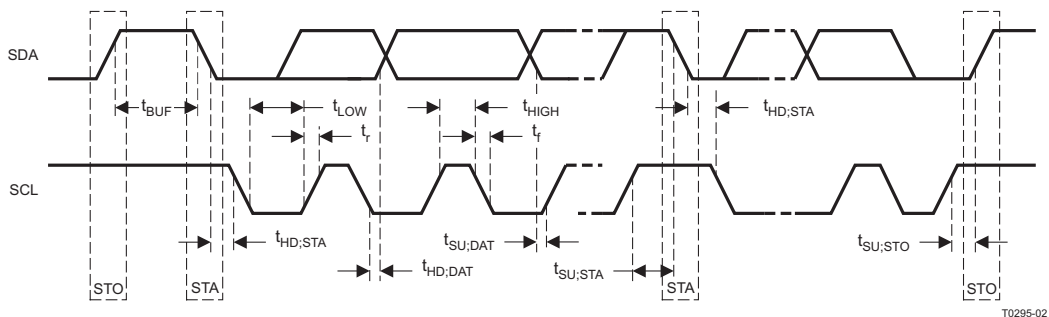 SDA
t_BUF
t_LOW
t_r
t_HIGH
t_f
t_HD;STA
SCL
t_HD;STA
t_HD;DAT
t_SU;DAT
t_SU;STA
t_SU;STO
STO
STA
STA
STO
T0295-02